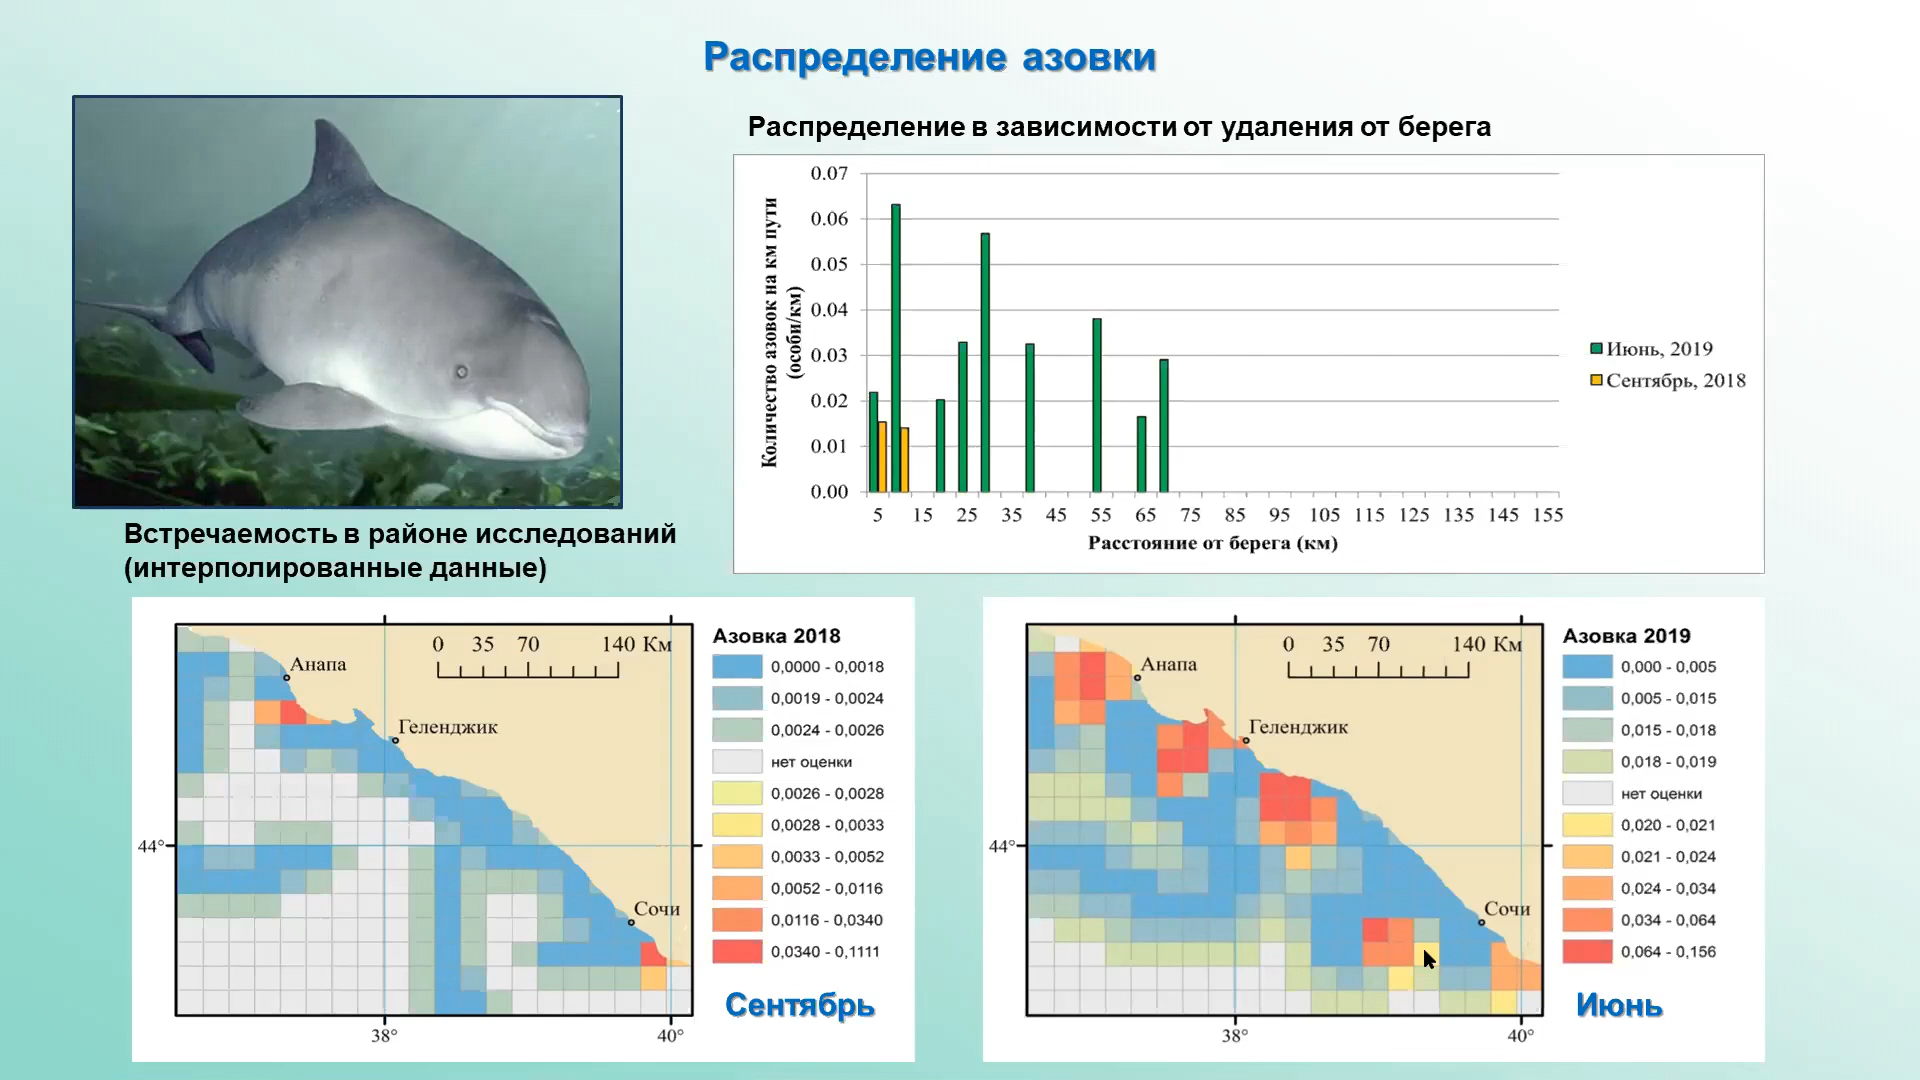 Распределение азовки
Распределение в зависимости от удаления от берега
Количество азовок на км пути
(особи/км)
0.07
0.06
0.05
0.04
0.03
0.02
0.01
0.00
5 15 25 35 45 55 65 75 85 95 105 115 125 135 145 155
Расстояние от берега (км)
Июнь, 2019
Сентябрь, 2018
Встречаемость в районе исследований
(интерполированные данные)
0 35 70 140 Км
Анапа
Геленджик
Сочи
44°
38° 40°
Азовка 2018
0,0000 - 0,0018
0,0019 - 0,0024
0,0024 - 0,0026
нет оценки
0,0026 - 0,0028
0,0028 - 0,0033
0,0033 - 0,0052
0,0052 - 0,0116
0,0116 - 0,0340
0,0340 - 0,1111
Сентябрь
0 35 70 140 Км
Анапа
Геленджик
Сочи
44°
38° 40°
Азовка 2019
0,000 - 0,005
0,005 - 0,015
0,015 - 0,018
0,018 - 0,019
нет оценки
0,020 - 0,021
0,021 - 0,024
0,024 - 0,034
0,034 - 0,064
0,064 - 0,156
Июнь